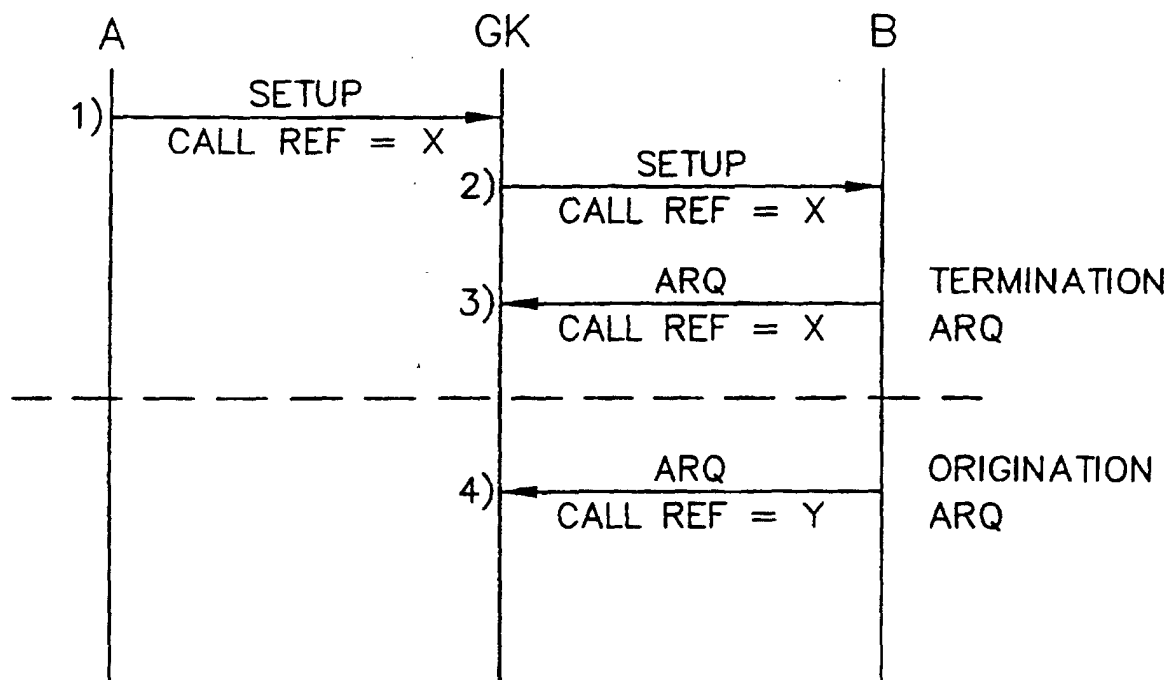 A GK B
1) SETUP
CALL REF = X
2) SETUP
CALL REF = X
3) ARQ TERMINATION
CALL REF = X ARQ
4) ARQ ORIGINATION
CALL REF = Y ARQ